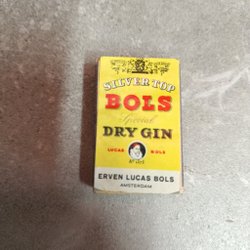 SILVER TOP
BOLS
Special
DRY GIN
LUCAS BOLS
ERVEN LUCAS BOLS
AMSTERDAM